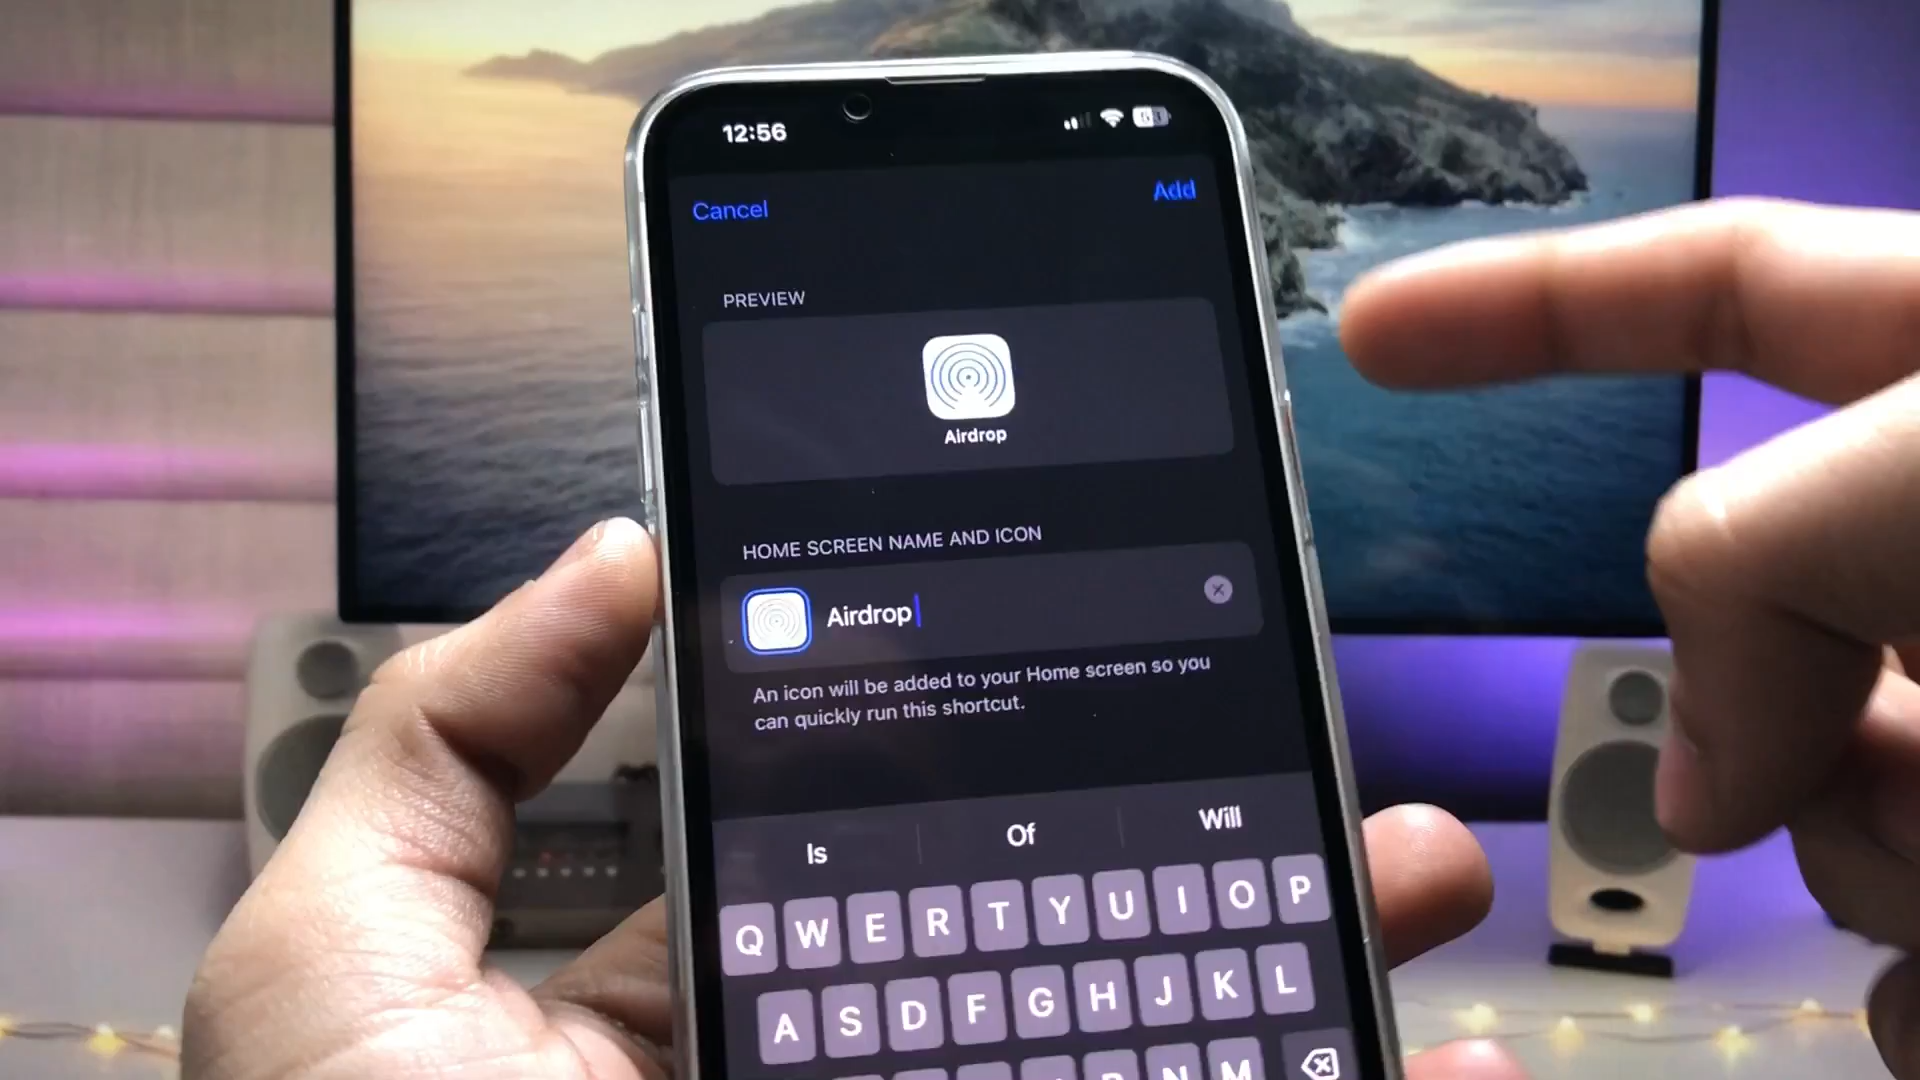 12:56
Cancel
Add
PREVIEW
Airdrop
HOME SCREEN NAME AND ICON
Airdrop
An icon will be added to your Home screen so you
can quickly run this shortcut.
Is Of Will
Q W E R T Y U I O P
A S D F G H J K L
N M